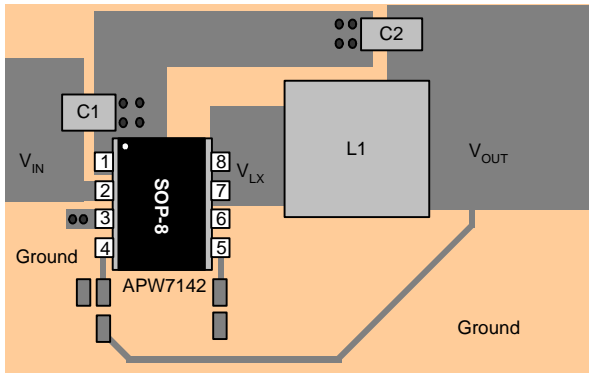 C2
C1
L1
V_IN
V_LX
V_OUT
1
2
3
4
SOP-8
8
7
6
5
Ground
APW7142
Ground